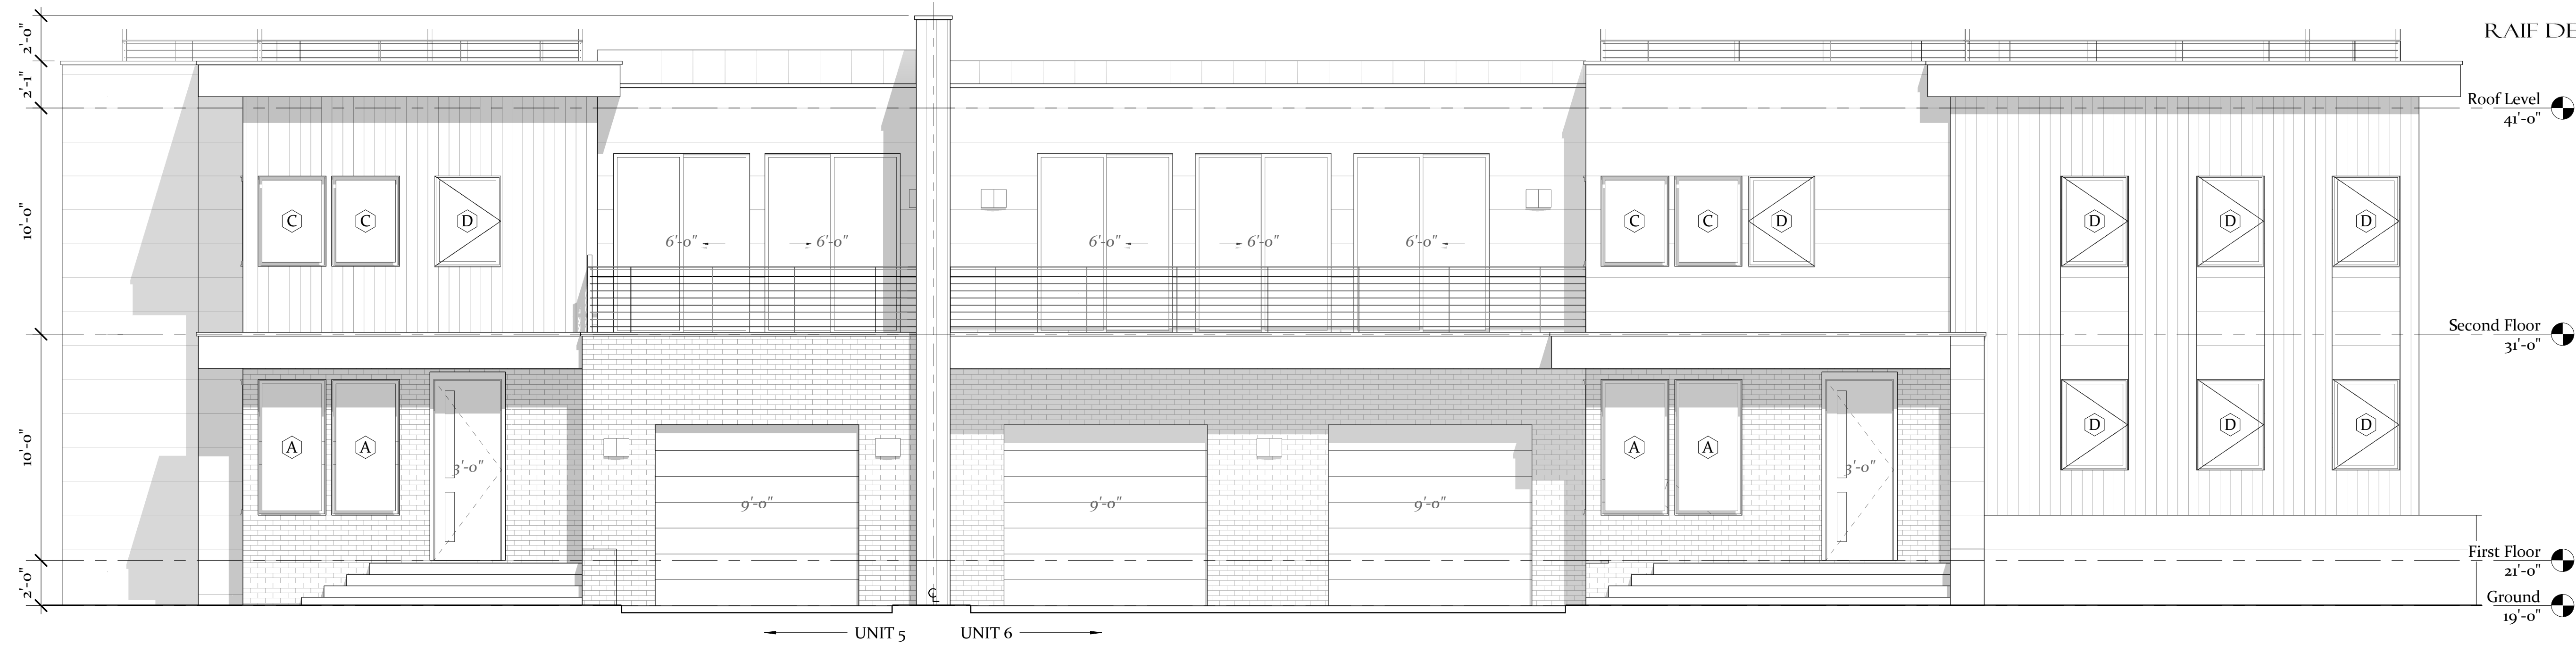 RAIF DE
2'-0"
2'-1"
Roof Level
41'-0"
10'-0"
C C D
C C D
D D D
6'-0" 6'-0" 6'-0" 6'-0" 6'-0"
Second Floor
31'-0"
10'-0"
A A
3'-0"
9'-0" 9'-0" 9'-0"
A A
3'-0"
D D D
First Floor
21'-0"
2'-0"
Ground
19'-0"
℄
UNIT 5 UNIT 6